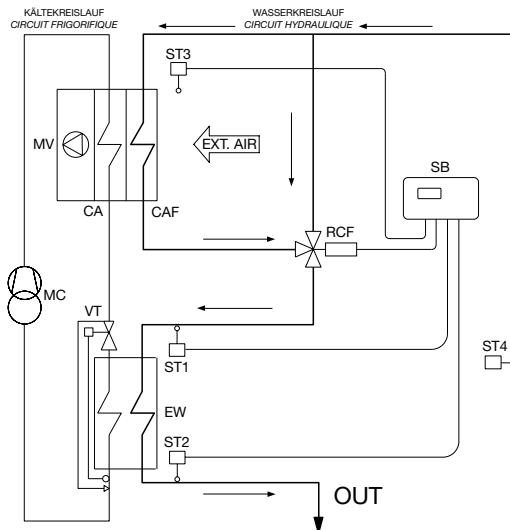 KÄLTEKREISLAUF
CIRCUIT FRIGORIFIQUE
WASSERKREISLAUF
CIRCUIT HYDRAULIQUE
ST3
MV
EXT. AIR
SB
CA
CAF
RCF
MC
VT
ST1
ST4
EW
ST2
OUT